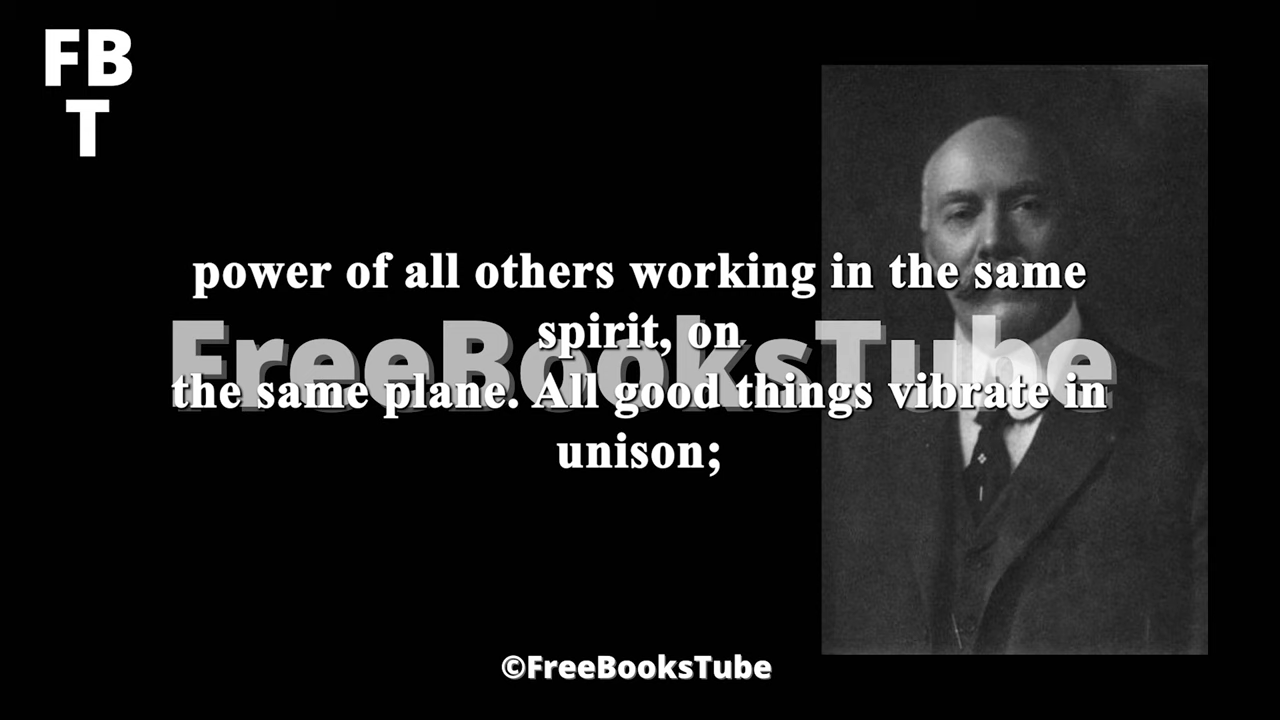 FB
T
power of all others working in the same
spirit, on
FreeBooksTube
the same plane. All good things vibrate in
unison;
©FreeBooksTube